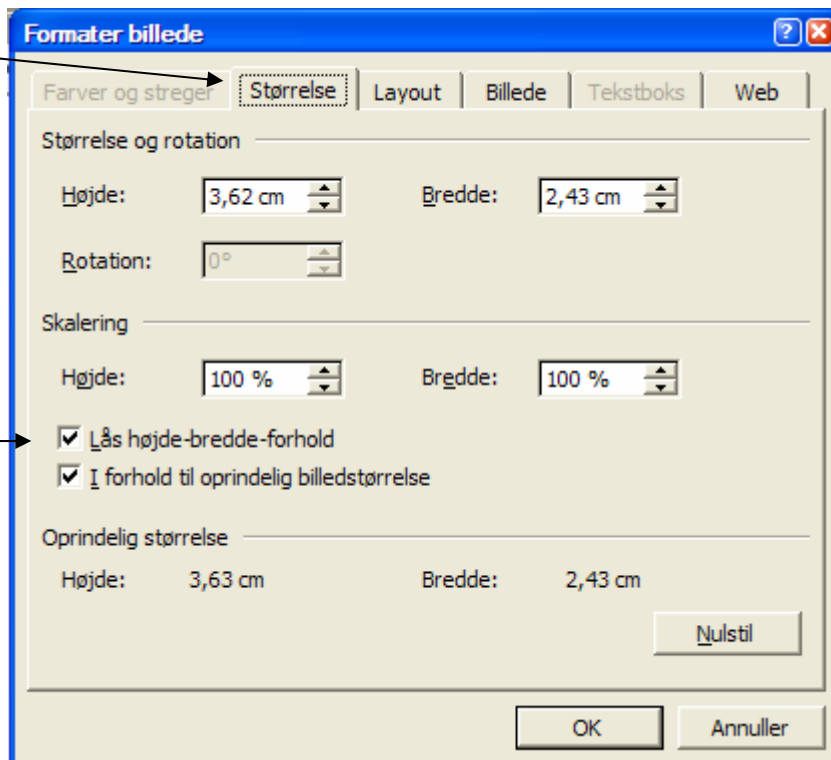 Formater billede
Farver og streger Størrelse Layout Billede Tekstboks Web
Størrelse og rotation
Højde: 3,62 cm Bredde: 2,43 cm
Rotation: 0°
Skalering
Højde: 100 % Bredde: 100 %
Lås højde-bredde-forhold
I forhold til oprindelig billedstørrelse
Oprindelig størrelse
Højde: 3,63 cm Bredde: 2,43 cm
Nulstil
OK Annuller